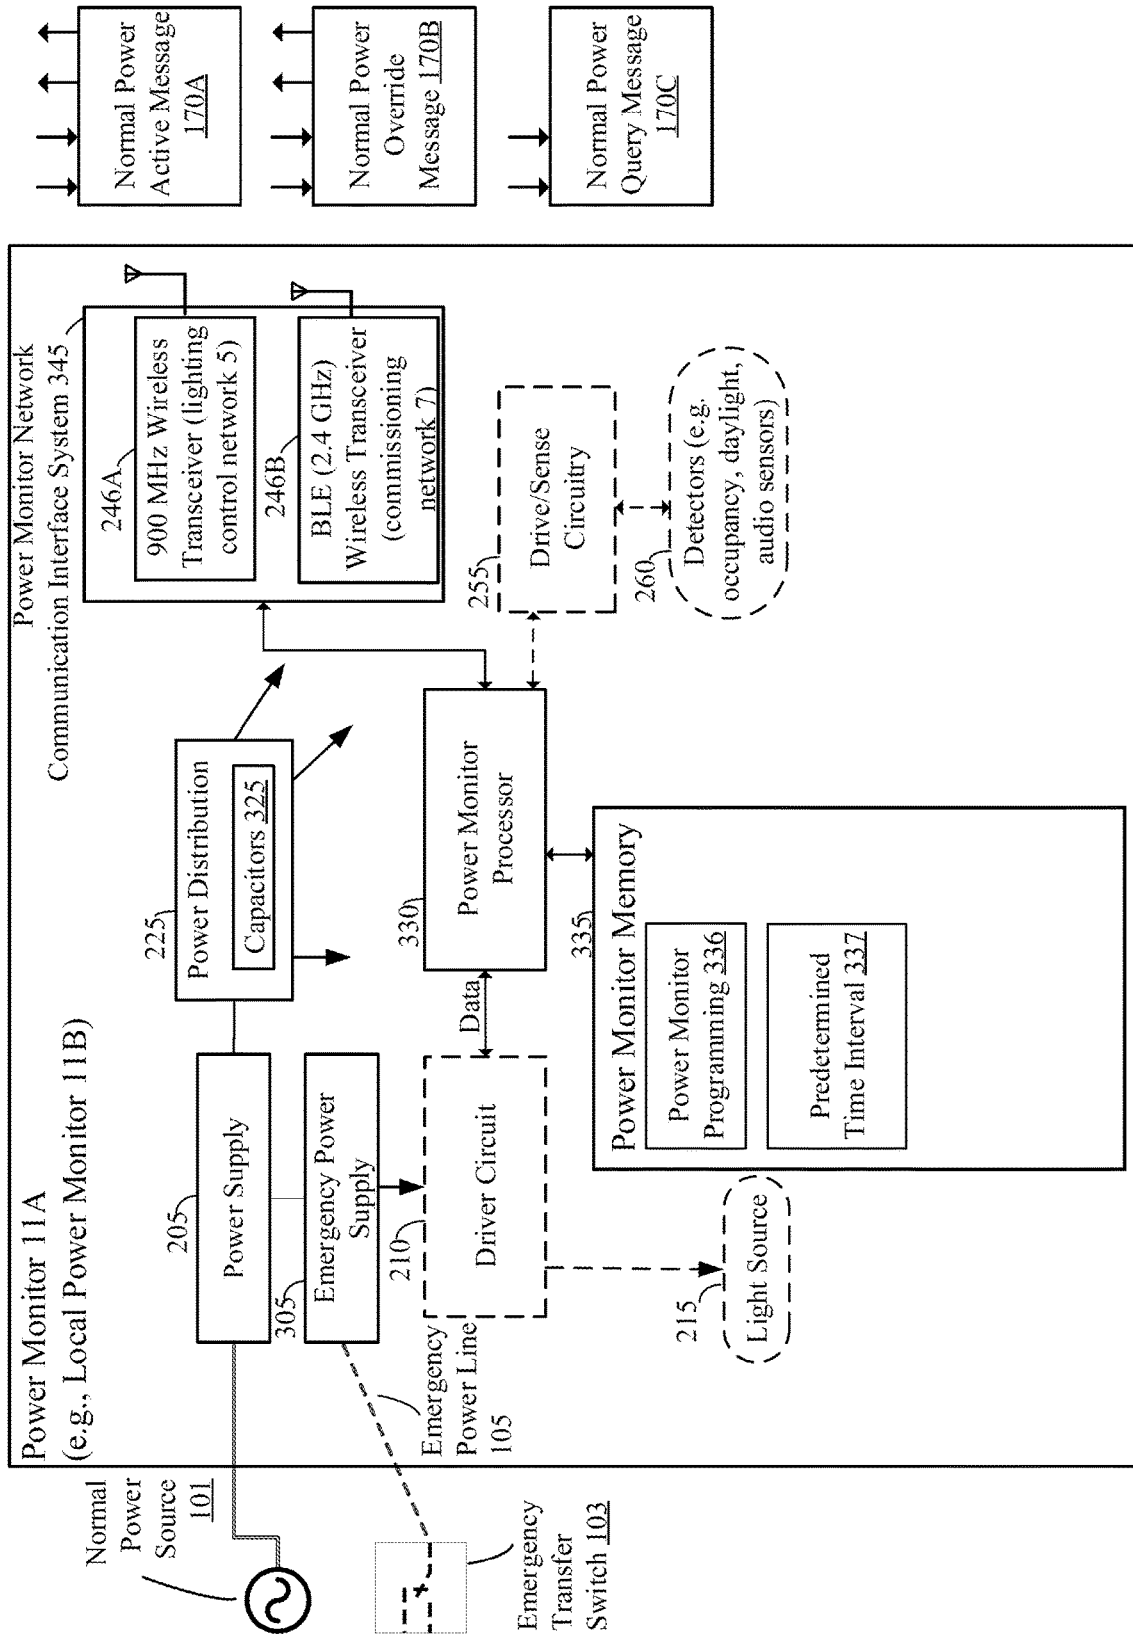 Power Monitor 11A
(e.g., Local Power Monitor 11B)
Normal
Power
Source 101
Emergency
Transfer
Switch 103
Emergency
Power Line
105
205
Power Supply
305
Emergency Power
Supply
210
Driver Circuit
215
Light Source
225
Power Distribution
Capacitors 325
Data
330
Power Monitor
Processor
335
Power Monitor Memory
Power Monitor
Programming 336
Predetermined
Time Interval 337
Power Monitor Network
Communication Interface System 345
246A
900 MHz Wireless
Transceiver (lighting
control network 5)
246B
BLE (2.4 GHz)
Wireless Transceiver
(commissioning
network 7)
255
Drive/Sense
Circuitry
260
Detectors (e.g.
occupancy, daylight,
audio sensors)
Normal Power
Active Message
170A
Normal Power
Override
Message 170B
Normal Power
Query Message
170C